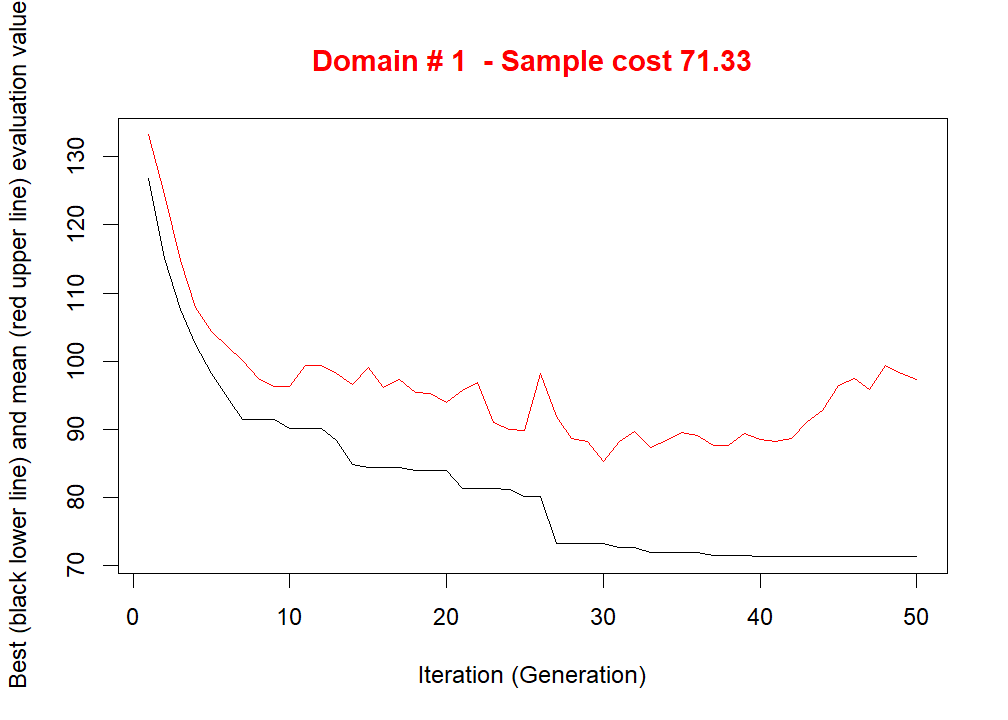 Domain # 1  - Sample cost 71.33
Best (black lower line) and mean (red upper line) evaluation value
130
120
110
100
90
80
70
0 10 20 30 40 50
Iteration (Generation)